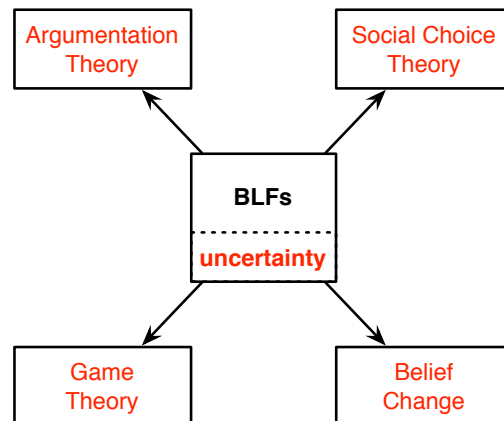 Argumentation
Theory
Social Choice
Theory
BLFs
uncertainty
Game
Theory
Belief
Change